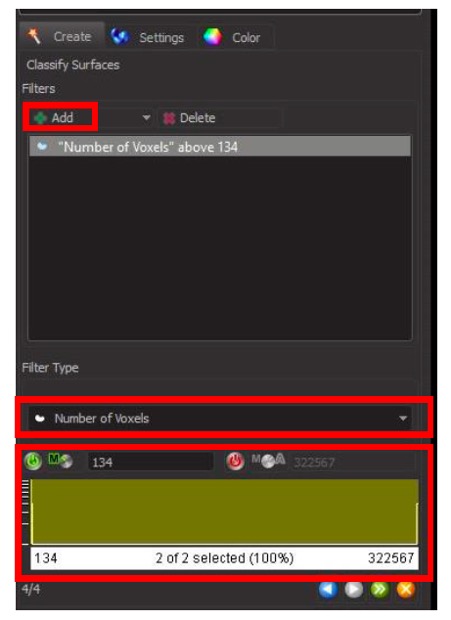 Create Settings Color
Classify Surfaces
Filters
Add Delete
"Number of Voxels" above 134
Filter Type
Number of Voxels
M 134 M A 322567
134 2 of 2 selected (100%) 322567
4/4